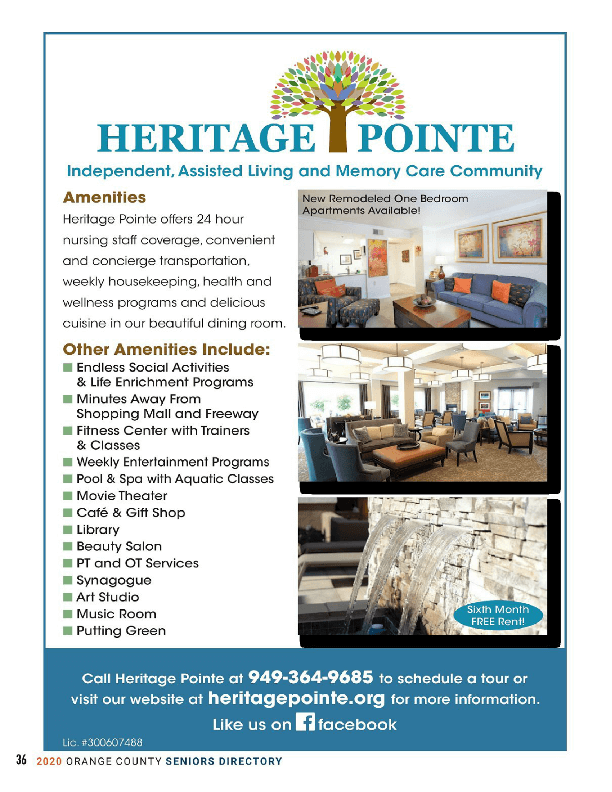 HERITAGE POINTE
Independent, Assisted Living and Memory Care Community
Amenities
Heritage Pointe offers 24 hour
nursing staff coverage, convenient
and concierge transportation,
weekly housekeeping, health and
wellness programs and delicious
cuisine in our beautiful dining room.
Other Amenities Include:
Endless Social Activities
& Life Enrichment Programs
Minutes Away From
Shopping Mall and Freeway
Fitness Center with Trainers
& Classes
Weekly Entertainment Programs
Pool & Spa with Aquatic Classes
Movie Theater
Café & Gift Shop
Library
Beauty Salon
PT and OT Services
Synagogue
Art Studio
Music Room
Putting Green
New Remodeled One Bedroom
Apartments Available!
Sixth Month
FREE Rent!
Call Heritage Pointe at 949-364-9685 to schedule a tour or
visit our website at heritagepointe.org for more information.
Like us on f facebook
Lic. #300607488
36 2020 ORANGE COUNTY SENIORS DIRECTORY